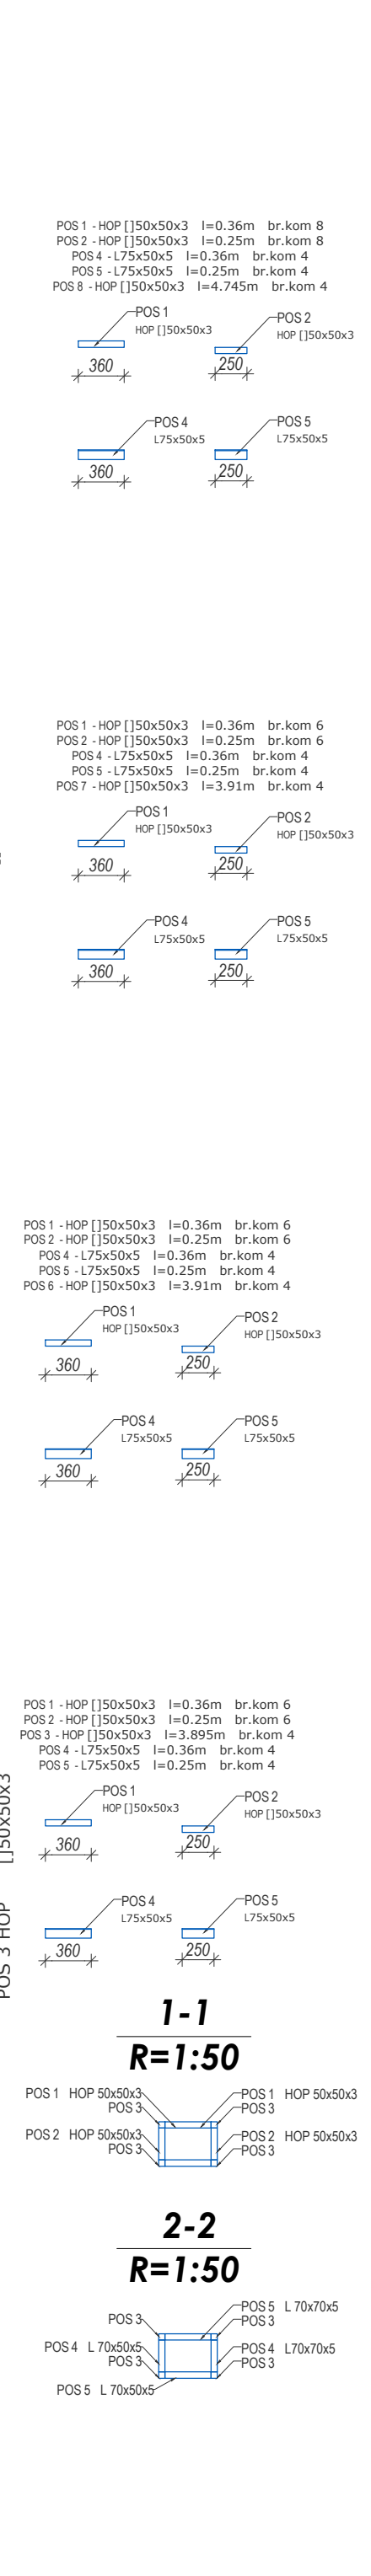 POS 1 - HOP []50x50x3 l=0.36m br.kom 8
POS 2 - HOP []50x50x3 l=0.25m br.kom 8
POS 4 - L75x50x5 l=0.36m br.kom 4
POS 5 - L75x50x5 l=0.25m br.kom 4
POS 8 - HOP []50x50x3 l=4.745m br.kom 4
POS 1
HOP []50x50x3
POS 2
HOP []50x50x3
360
250
POS 4
L75x50x5
POS 5
L75x50x5
360
250
POS 1 - HOP []50x50x3 l=0.36m br.kom 6
POS 2 - HOP []50x50x3 l=0.25m br.kom 6
POS 4 - L75x50x5 l=0.36m br.kom 4
POS 5 - L75x50x5 l=0.25m br.kom 4
POS 7 - HOP []50x50x3 l=3.91m br.kom 4
POS 1
HOP []50x50x3
POS 2
HOP []50x50x3
360
250
POS 4
L75x50x5
POS 5
L75x50x5
360
250
POS 1 - HOP []50x50x3 l=0.36m br.kom 6
POS 2 - HOP []50x50x3 l=0.25m br.kom 6
POS 4 - L75x50x5 l=0.36m br.kom 4
POS 5 - L75x50x5 l=0.25m br.kom 4
POS 6 - HOP []50x50x3 l=3.91m br.kom 4
POS 1
HOP []50x50x3
POS 2
HOP []50x50x3
360
250
POS 4
L75x50x5
POS 5
L75x50x5
360
250
POS 1 - HOP []50x50x3 l=0.36m br.kom 6
POS 2 - HOP []50x50x3 l=0.25m br.kom 6
POS 3 - HOP []50x50x3 l=3.895m br.kom 4
POS 4 - L75x50x5 l=0.36m br.kom 4
POS 5 - L75x50x5 l=0.25m br.kom 4
POS 1
HOP []50x50x3
POS 2
HOP []50x50x3
360
250
POS 4
L75x50x5
POS 5
L75x50x5
360
250
POS 3 HOP []50x50x3
1-1
R=1:50
POS 1 HOP 50x50x3
POS 3
POS 1 HOP 50x50x3
POS 3
POS 2 HOP 50x50x3
POS 3
POS 2 HOP 50x50x3
POS 3
2-2
R=1:50
POS 5 L 70x70x5
POS 3
POS 3
POS 4 L 70x50x5
POS 3
POS 4 L70x70x5
POS 3
POS 5 L 70x50x5